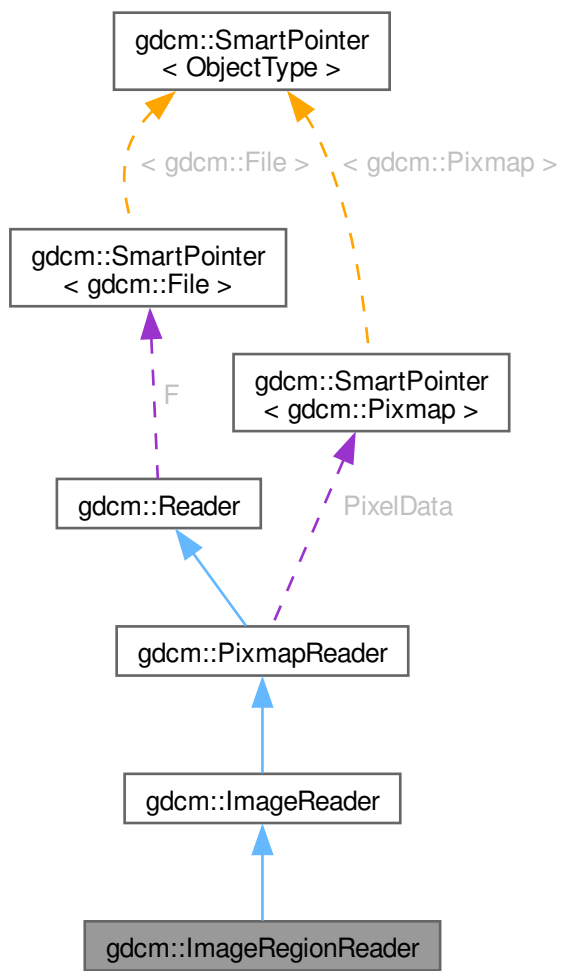 gdcm::SmartPointer
< ObjectType >
< gdcm::File >
< gdcm::Pixmap >
gdcm::SmartPointer
< gdcm::File >
gdcm::SmartPointer
< gdcm::Pixmap >
F
gdcm::Reader
PixelData
gdcm::PixmapReader
gdcm::ImageReader
gdcm::ImageRegionReader